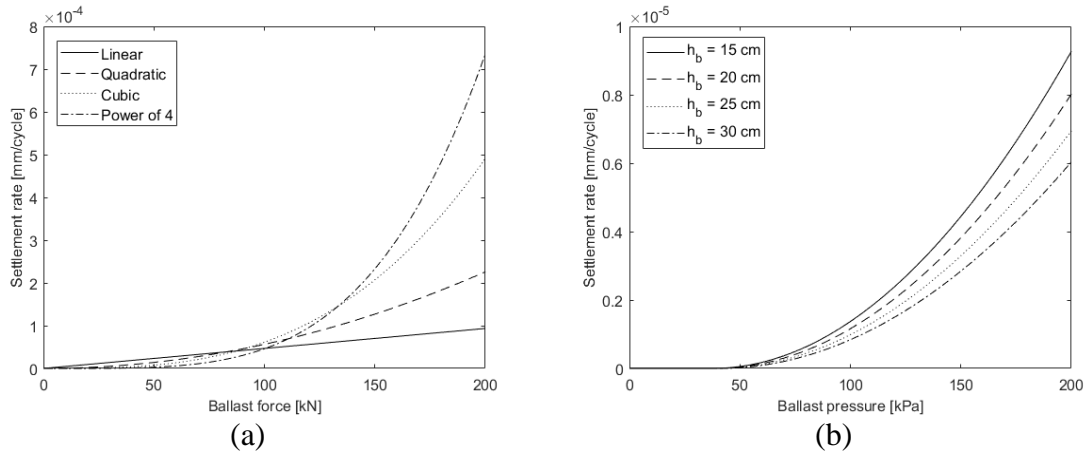 ×10⁻⁴
8
7
6
5
4
3
2
1
0
Settlement rate [mm/cycle]
Linear
Quadratic
Cubic
Power of 4
0 50 100 150 200
Ballast force [kN]
(a)
×10⁻⁵
1
0.8
0.6
0.4
0.2
0
Settlement rate [mm/cycle]
h_b = 15 cm
h_b = 20 cm
h_b = 25 cm
h_b = 30 cm
0 50 100 150 200
Ballast pressure [kPa]
(b)